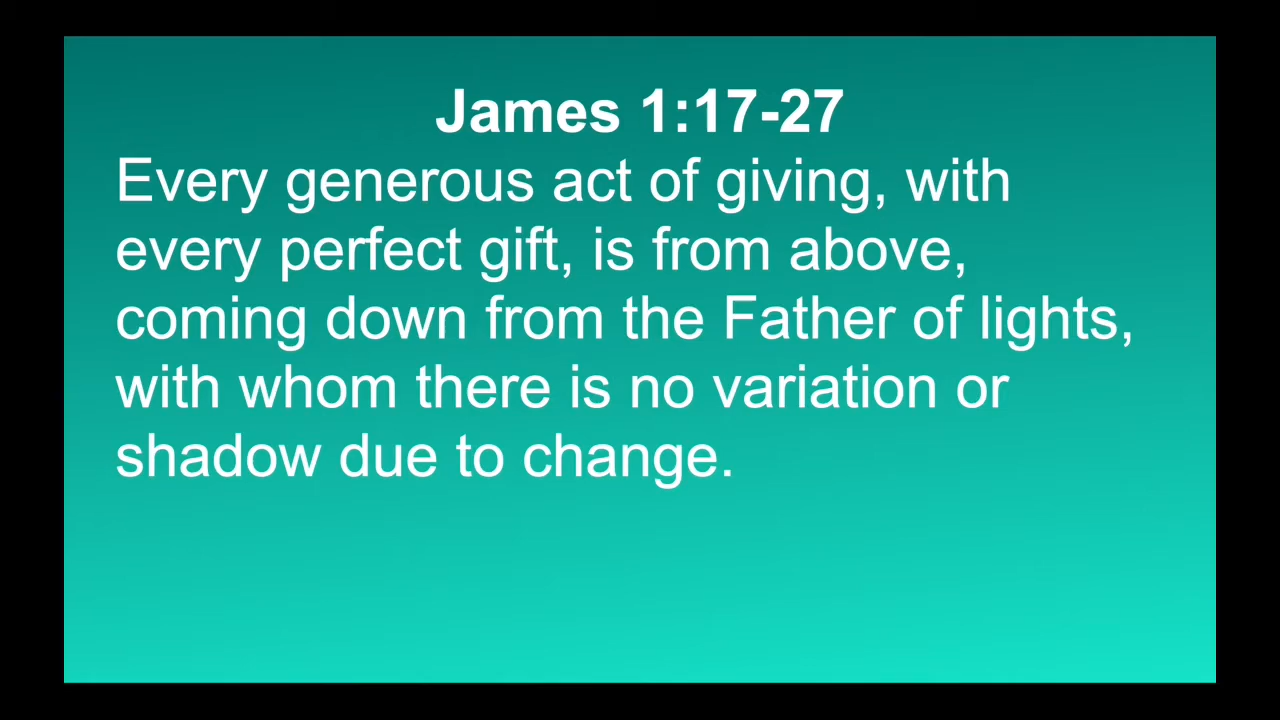 James 1:17-27
Every generous act of giving, with
every perfect gift, is from above,
coming down from the Father of lights,
with whom there is no variation or
shadow due to change.